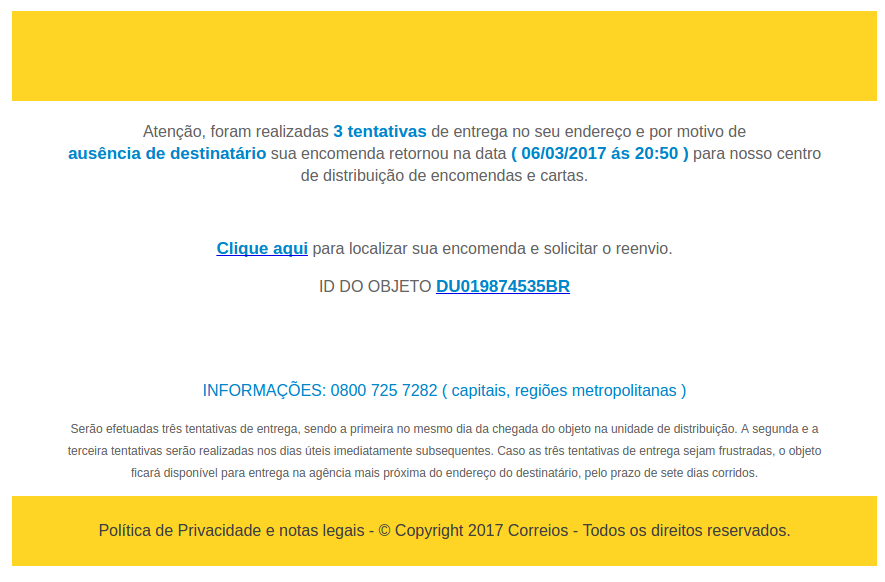 Atenção, foram realizadas 3 tentativas de entrega no seu endereço e por motivo de
ausência de destinatário sua encomenda retornou na data ( 06/03/2017 ás 20:50 ) para nosso centro
de distribuição de encomendas e cartas.
Clique aqui para localizar sua encomenda e solicitar o reenvio.
ID DO OBJETO DU019874535BR
INFORMAÇÕES: 0800 725 7282 ( capitais, regiões metropolitanas )
Serão efetuadas três tentativas de entrega, sendo a primeira no mesmo dia da chegada do objeto na unidade de distribuição. A segunda e a
terceira tentativas serão realizadas nos dias úteis imediatamente subsequentes. Caso as três tentativas de entrega sejam frustradas, o objeto
ficará disponível para entrega na agência mais próxima do endereço do destinatário, pelo prazo de sete dias corridos.
Política de Privacidade e notas legais - © Copyright 2017 Correios - Todos os direitos reservados.